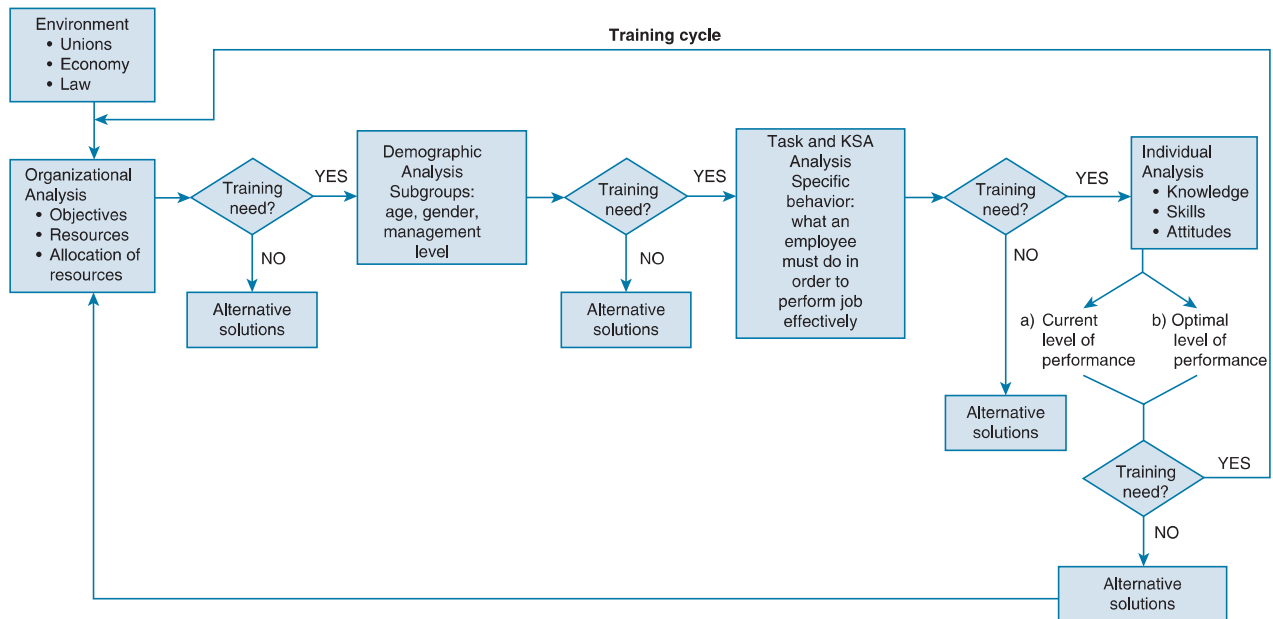 Environment
• Unions
• Economy
• Law
Training cycle
Organizational
Analysis
• Objectives
• Resources
• Allocation of
resources
Training
need?
YES
NO
Alternative
solutions
Demographic
Analysis
Subgroups:
age, gender,
management
level
Training
need?
YES
NO
Alternative
solutions
Task and KSA
Analysis
Specific
behavior:
what an
employee
must do in
order to
perform job
effectively
Training
need?
YES
NO
Alternative
solutions
Individual
Analysis
• Knowledge
• Skills
• Attitudes
a) Current
level of
performance
b) Optimal
level of
performance
Training
need?
YES
NO
Alternative
solutions